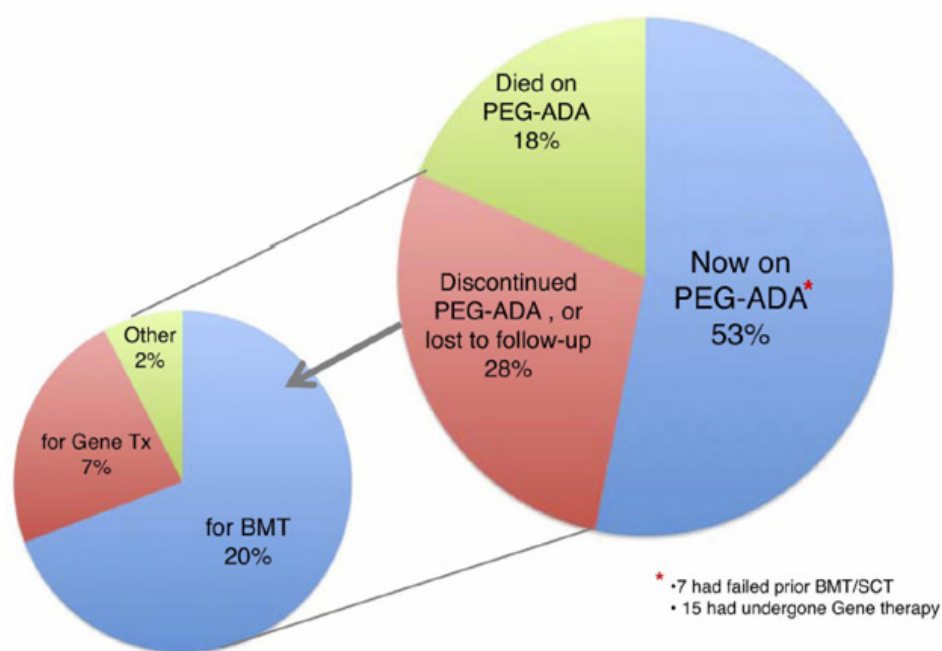 Died on
PEG-ADA
18%
Now on
PEG-ADA*
53%
Discontinued
PEG-ADA , or
lost to follow-up
28%
Other
2%
for Gene Tx
7%
for BMT
20%
* •7 had failed prior BMT/SCT
• 15 had undergone Gene therapy